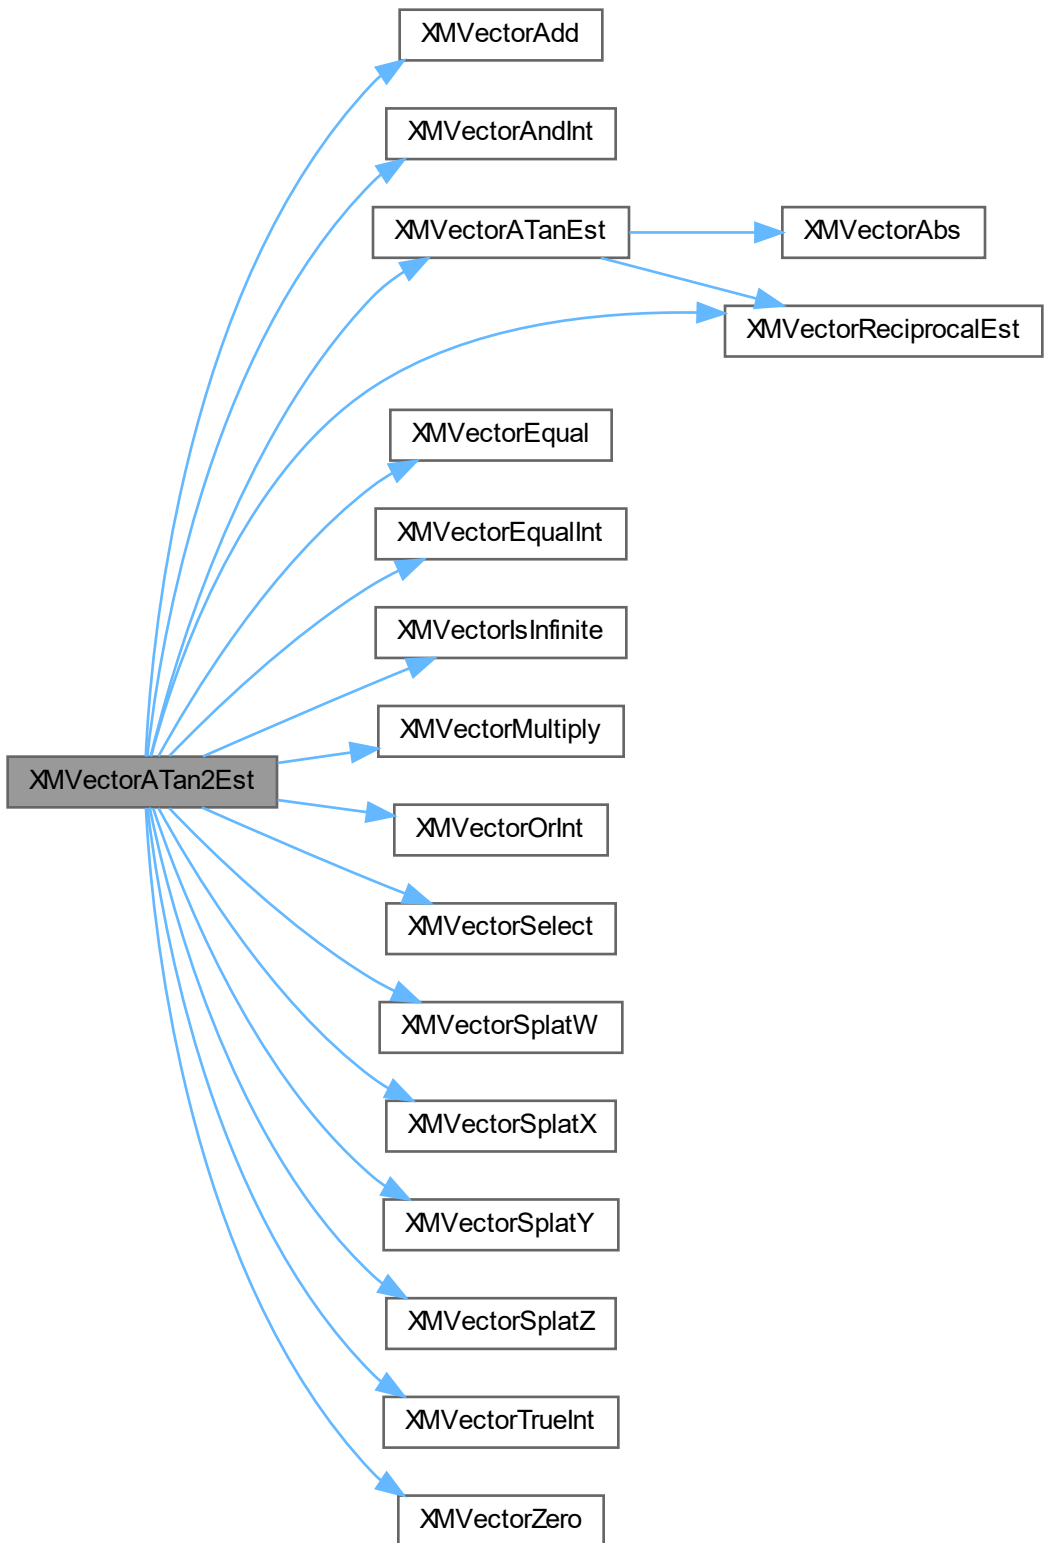 XMVectorAdd
XMVectorAndInt
XMVectorATanEst
XMVectorAbs
XMVectorReciprocalEst
XMVectorEqual
XMVectorEqualInt
XMVectorIsInfinite
XMVectorMultiply
XMVectorATan2Est
XMVectorOrInt
XMVectorSelect
XMVectorSplatW
XMVectorSplatX
XMVectorSplatY
XMVectorSplatZ
XMVectorTrueInt
XMVectorZero